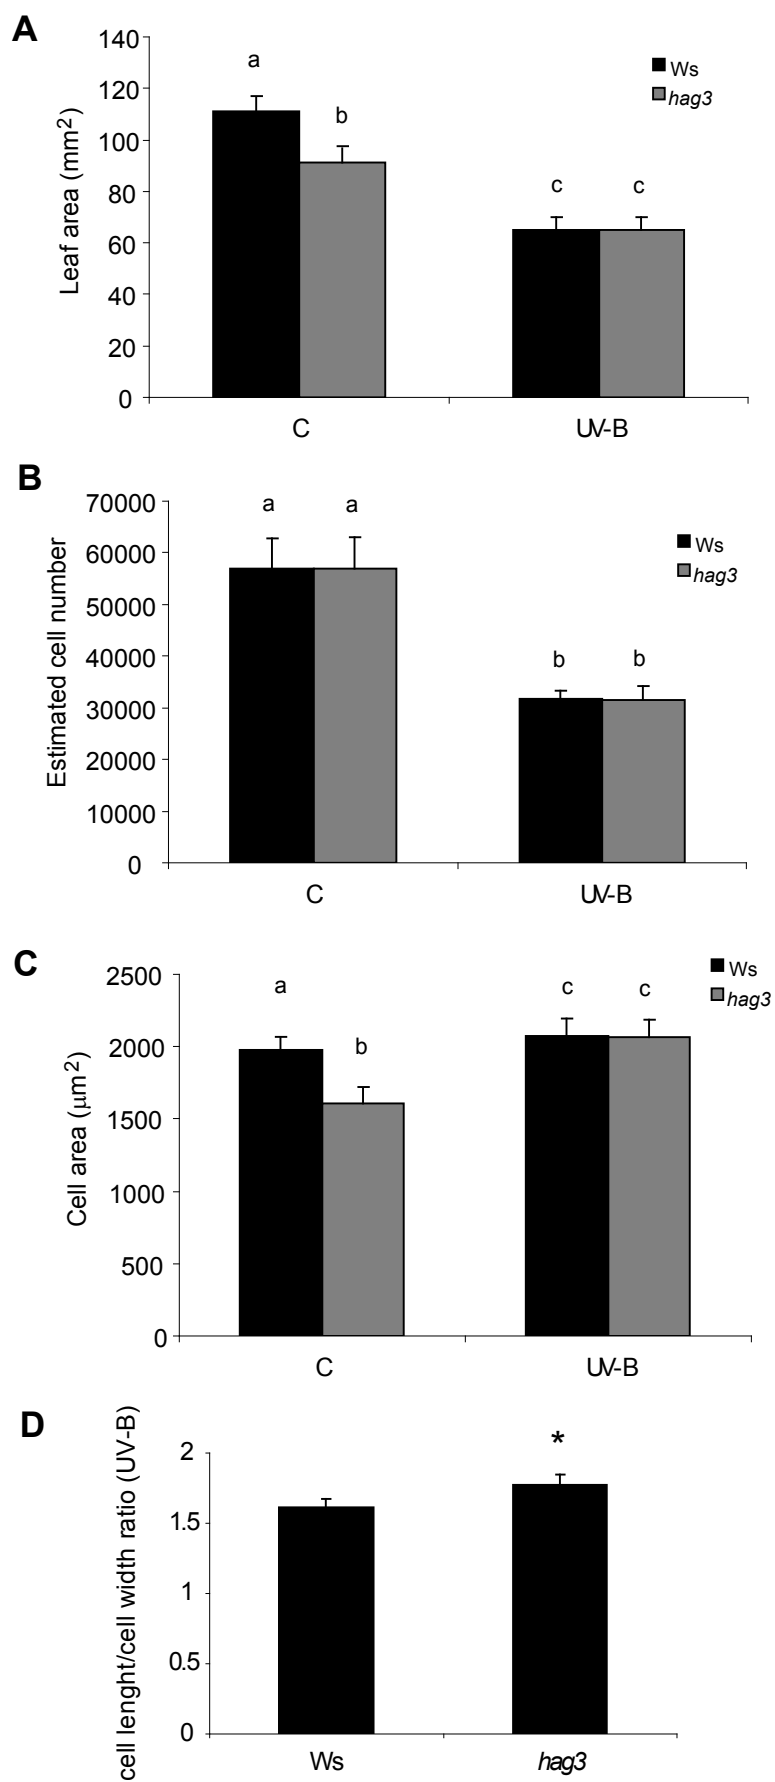 A
Leaf area (mm²)
140
120
100
80
60
40
20
0
a
b
c
c
Ws
hag3
C
UV-B
B
Estimated cell number
70000
60000
50000
40000
30000
20000
10000
0
a
a
b
b
Ws
hag3
C
UV-B
C
Cell area (μm²)
2500
2000
1500
1000
500
0
a
b
c
c
Ws
hag3
C
UV-B
D
cell lenght/cell width ratio (UV-B)
2
1.5
1
0.5
0
*
Ws
hag3